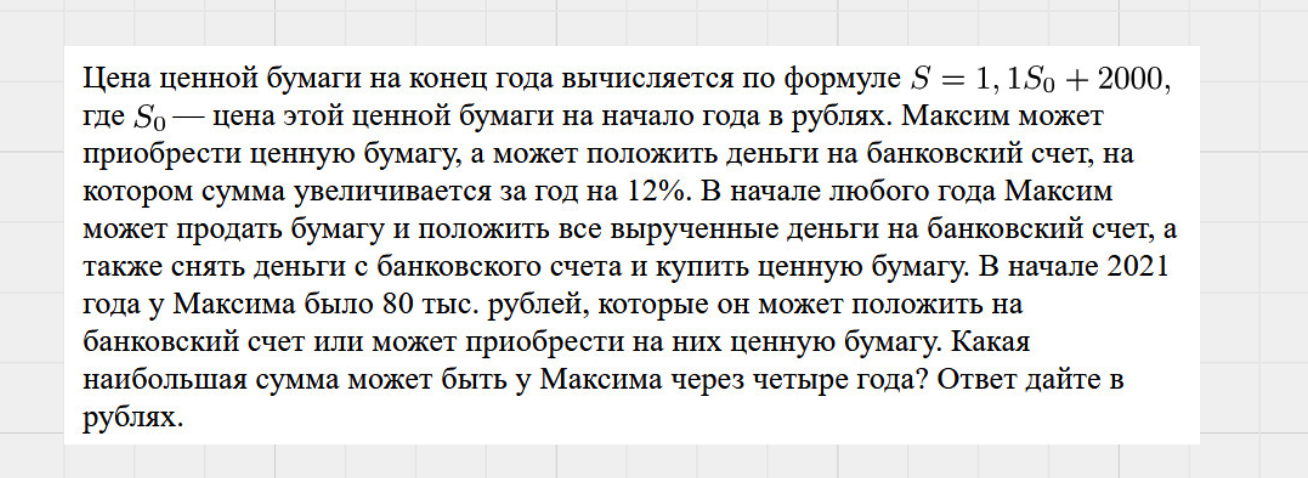 Цена ценной бумаги на конец года вычисляется по формуле S = 1, 1S₀ + 2000,
где S₀ — цена этой ценной бумаги на начало года в рублях. Максим может
приобрести ценную бумагу, а может положить деньги на банковский счет, на
котором сумма увеличивается за год на 12%. В начале любого года Максим
может продать бумагу и положить все вырученные деньги на банковский счет, а
также снять деньги с банковского счета и купить ценную бумагу. В начале 2021
года у Максима было 80 тыс. рублей, которые он может положить на
банковский счет или может приобрести на них ценную бумагу. Какая
наибольшая сумма может быть у Максима через четыре года? Ответ дайте в
рублях.